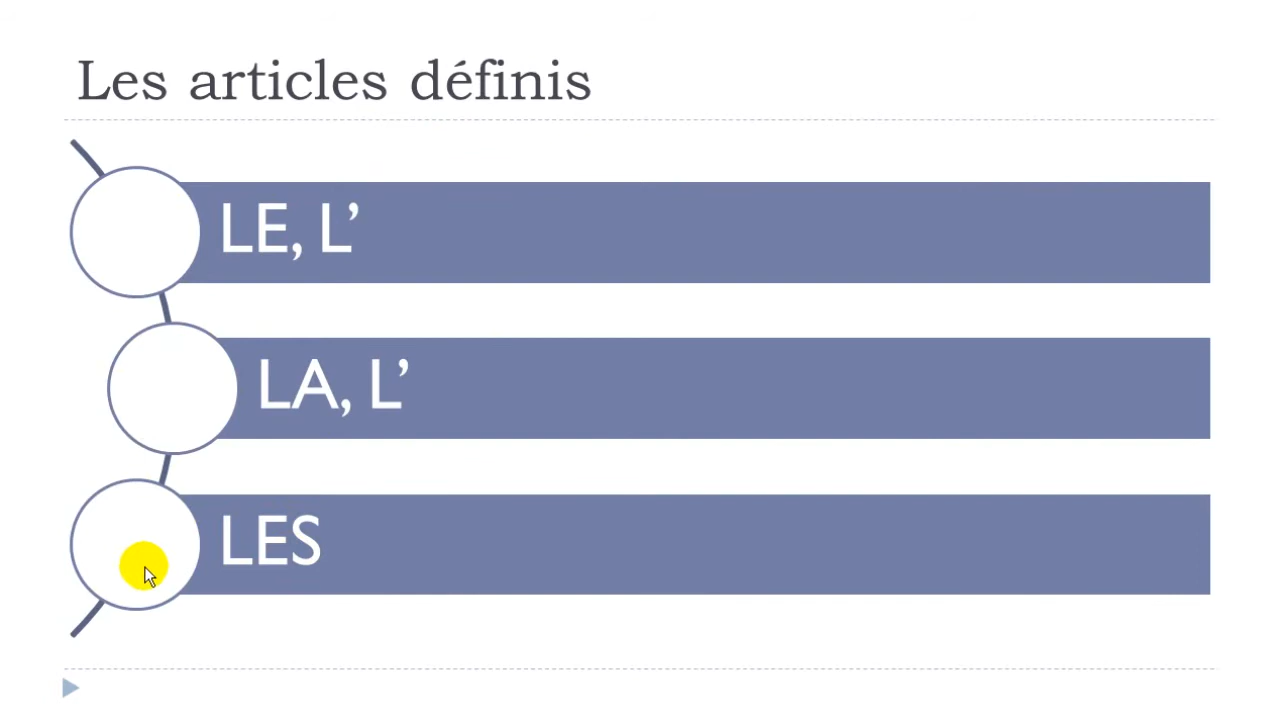 Les articles définis
LE, L’
LA, L’
LES